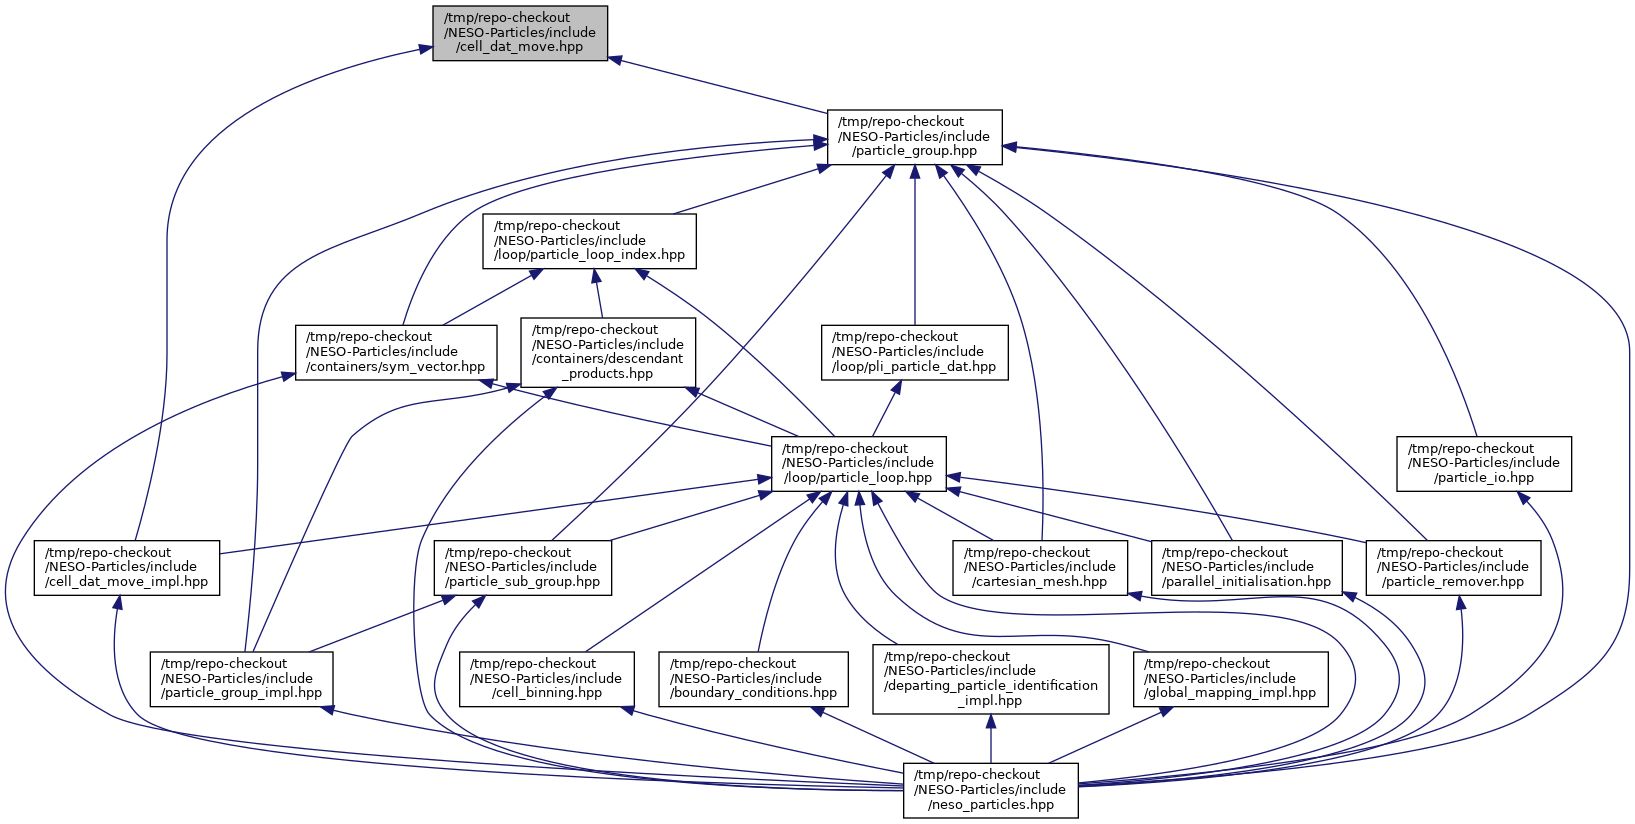 /tmp/repo-checkout
/NESO-Particles/include
/cell_dat_move.hpp
/tmp/repo-checkout
/NESO-Particles/include
/particle_group.hpp
/tmp/repo-checkout
/NESO-Particles/include
/loop/particle_loop_index.hpp
/tmp/repo-checkout
/NESO-Particles/include
/containers/sym_vector.hpp
/tmp/repo-checkout
/NESO-Particles/include
/containers/descendant
_products.hpp
/tmp/repo-checkout
/NESO-Particles/include
/loop/pli_particle_dat.hpp
/tmp/repo-checkout
/NESO-Particles/include
/loop/particle_loop.hpp
/tmp/repo-checkout
/NESO-Particles/include
/particle_io.hpp
/tmp/repo-checkout
/NESO-Particles/include
/cell_dat_move_impl.hpp
/tmp/repo-checkout
/NESO-Particles/include
/particle_sub_group.hpp
/tmp/repo-checkout
/NESO-Particles/include
/cartesian_mesh.hpp
/tmp/repo-checkout
/NESO-Particles/include
/parallel_initialisation.hpp
/tmp/repo-checkout
/NESO-Particles/include
/particle_remover.hpp
/tmp/repo-checkout
/NESO-Particles/include
/particle_group_impl.hpp
/tmp/repo-checkout
/NESO-Particles/include
/cell_binning.hpp
/tmp/repo-checkout
/NESO-Particles/include
/boundary_conditions.hpp
/tmp/repo-checkout
/NESO-Particles/include
/departing_particle_identification
_impl.hpp
/tmp/repo-checkout
/NESO-Particles/include
/global_mapping_impl.hpp
/tmp/repo-checkout
/NESO-Particles/include
/neso_particles.hpp